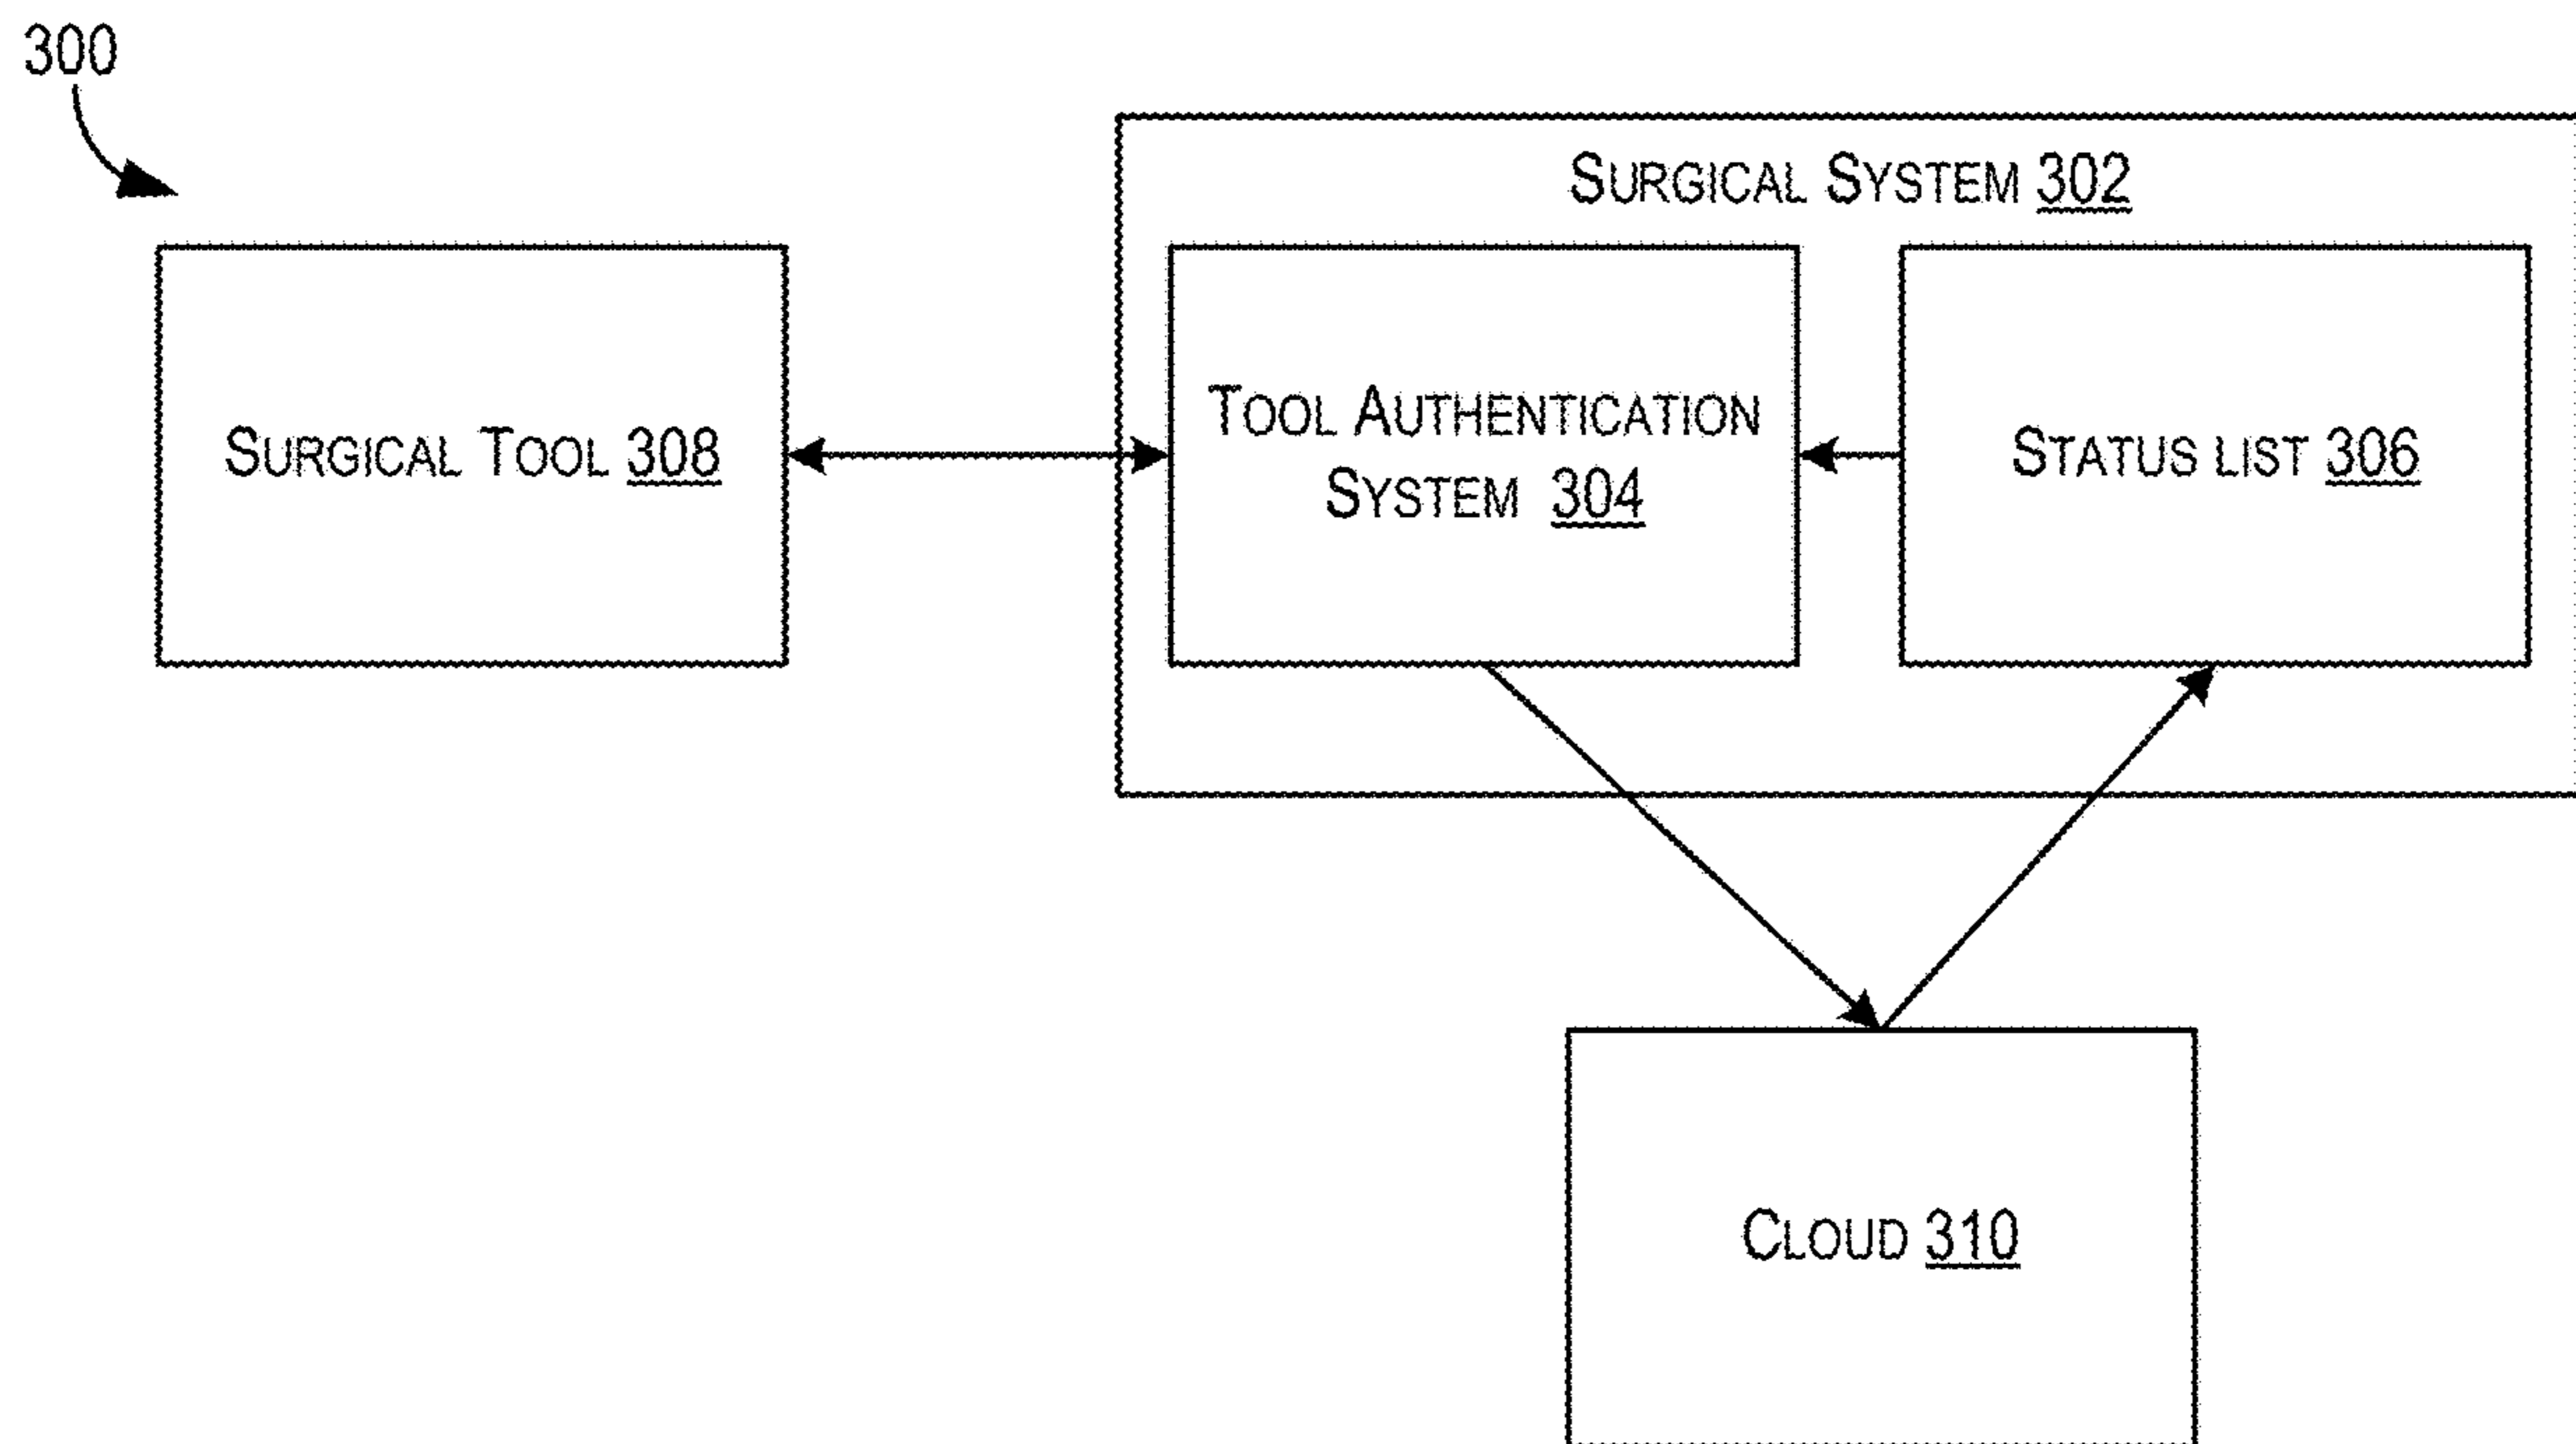 300
SURGICAL SYSTEM 302
SURGICAL TOOL 308
TOOL AUTHENTICATION
SYSTEM 304
STATUS LIST 306
CLOUD 310